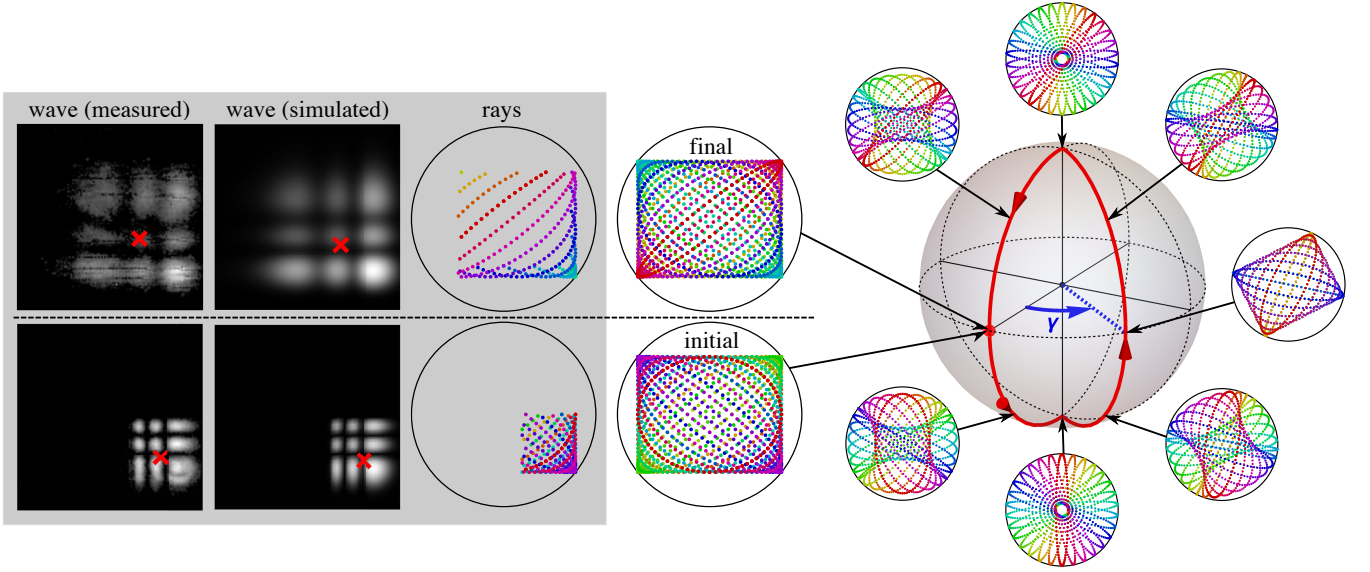 wave (measured)
wave (simulated)
rays
final
initial
γ